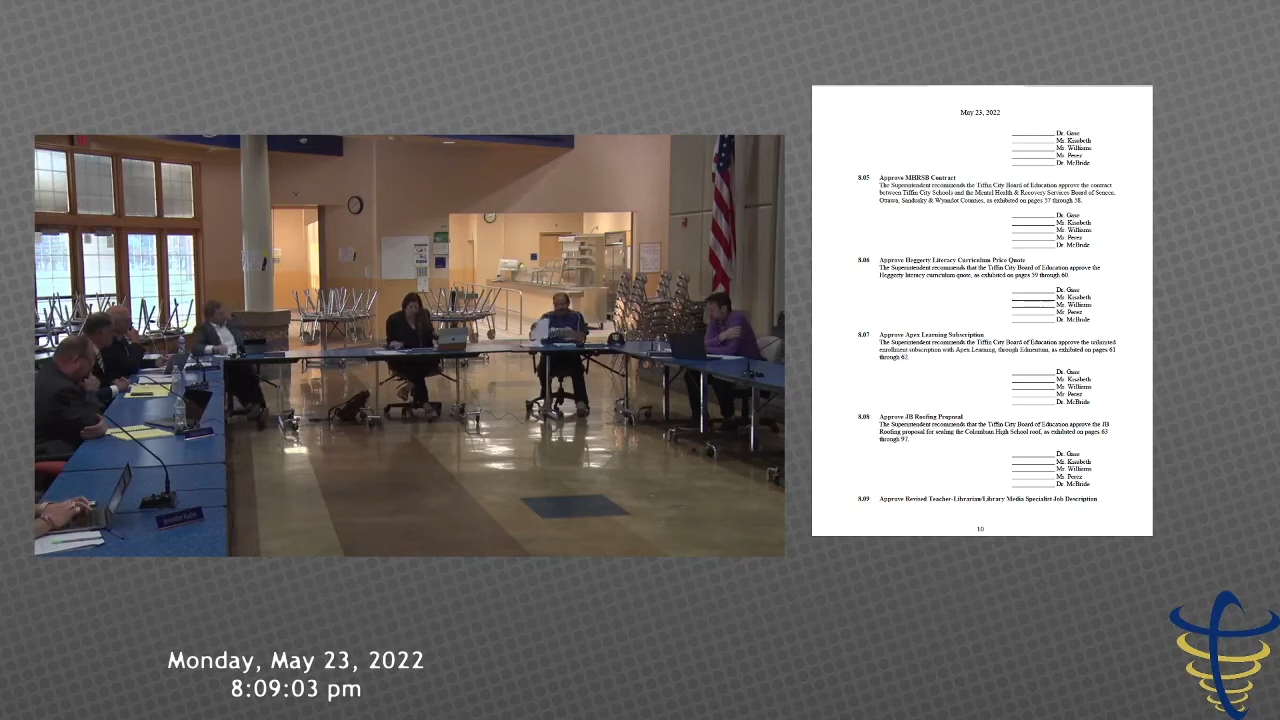 May 23, 2022
Dr. Gase
Mr. Kisabeth
Mr. Williams
Mr. Perez
Dr. McBride
8.05 Approve MHRSB Contract
The Superintendent recommends the Tiffin City Board of Education approve the contract
between Tiffin City Schools and the Mental Health & Recovery Services Board of Seneca,
Ottawa, Sandusky & Wyandot Counties, as exhibited on pages 57 through 58.
Dr. Gase
Mr. Kisabeth
Mr. Williams
Mr. Perez
Dr. McBride
8.06 Approve Heggerty Literacy Curriculum Price Quote
The Superintendent recommends that the Tiffin City Board of Education approve the
Heggerty literacy curriculum quote, as exhibited on pages 59 through 60.
Dr. Gase
Mr. Kisabeth
Mr. Williams
Mr. Perez
Dr. McBride
8.07 Approve Apex Learning Subscription
The Superintendent recommends that the Tiffin City Board of Education approve the unlimited
enrollment subscription with Apex Learning, through Edmentum, as exhibited on pages 61
through 62.
Dr. Gase
Mr. Kisabeth
Mr. Williams
Mr. Perez
Dr. McBride
8.08 Approve JB Roofing Proposal
The Superintendent recommends that the Tiffin City Board of Education approve the JB
Roofing proposal for sealing the Columbian High School roof, as exhibited on pages 63
through 97.
Dr. Gase
Mr. Kisabeth
Mr. Williams
Mr. Perez
Dr. McBride
8.09 Approve Revised Teacher-Librarian/Library Media Specialist Job Description
10
Monday, May 23, 2022
8:09:03 pm